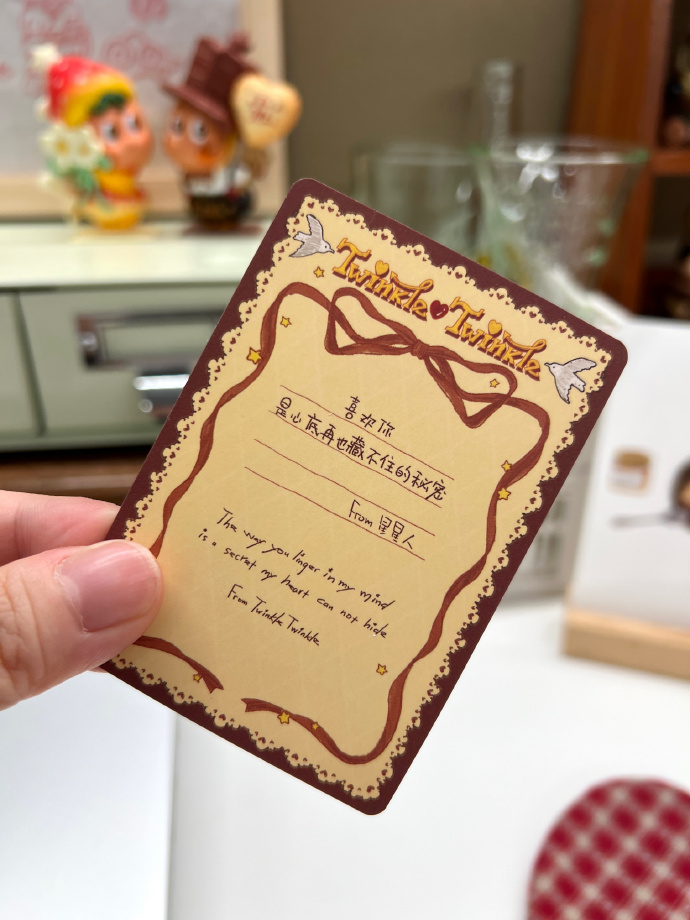 Twinkle Twinkle
喜欢你
是心底再也藏不住的秘密
From 星星人
The way you linger in my mind
is a secret my heart can not hide
From Twinkle Twinkle